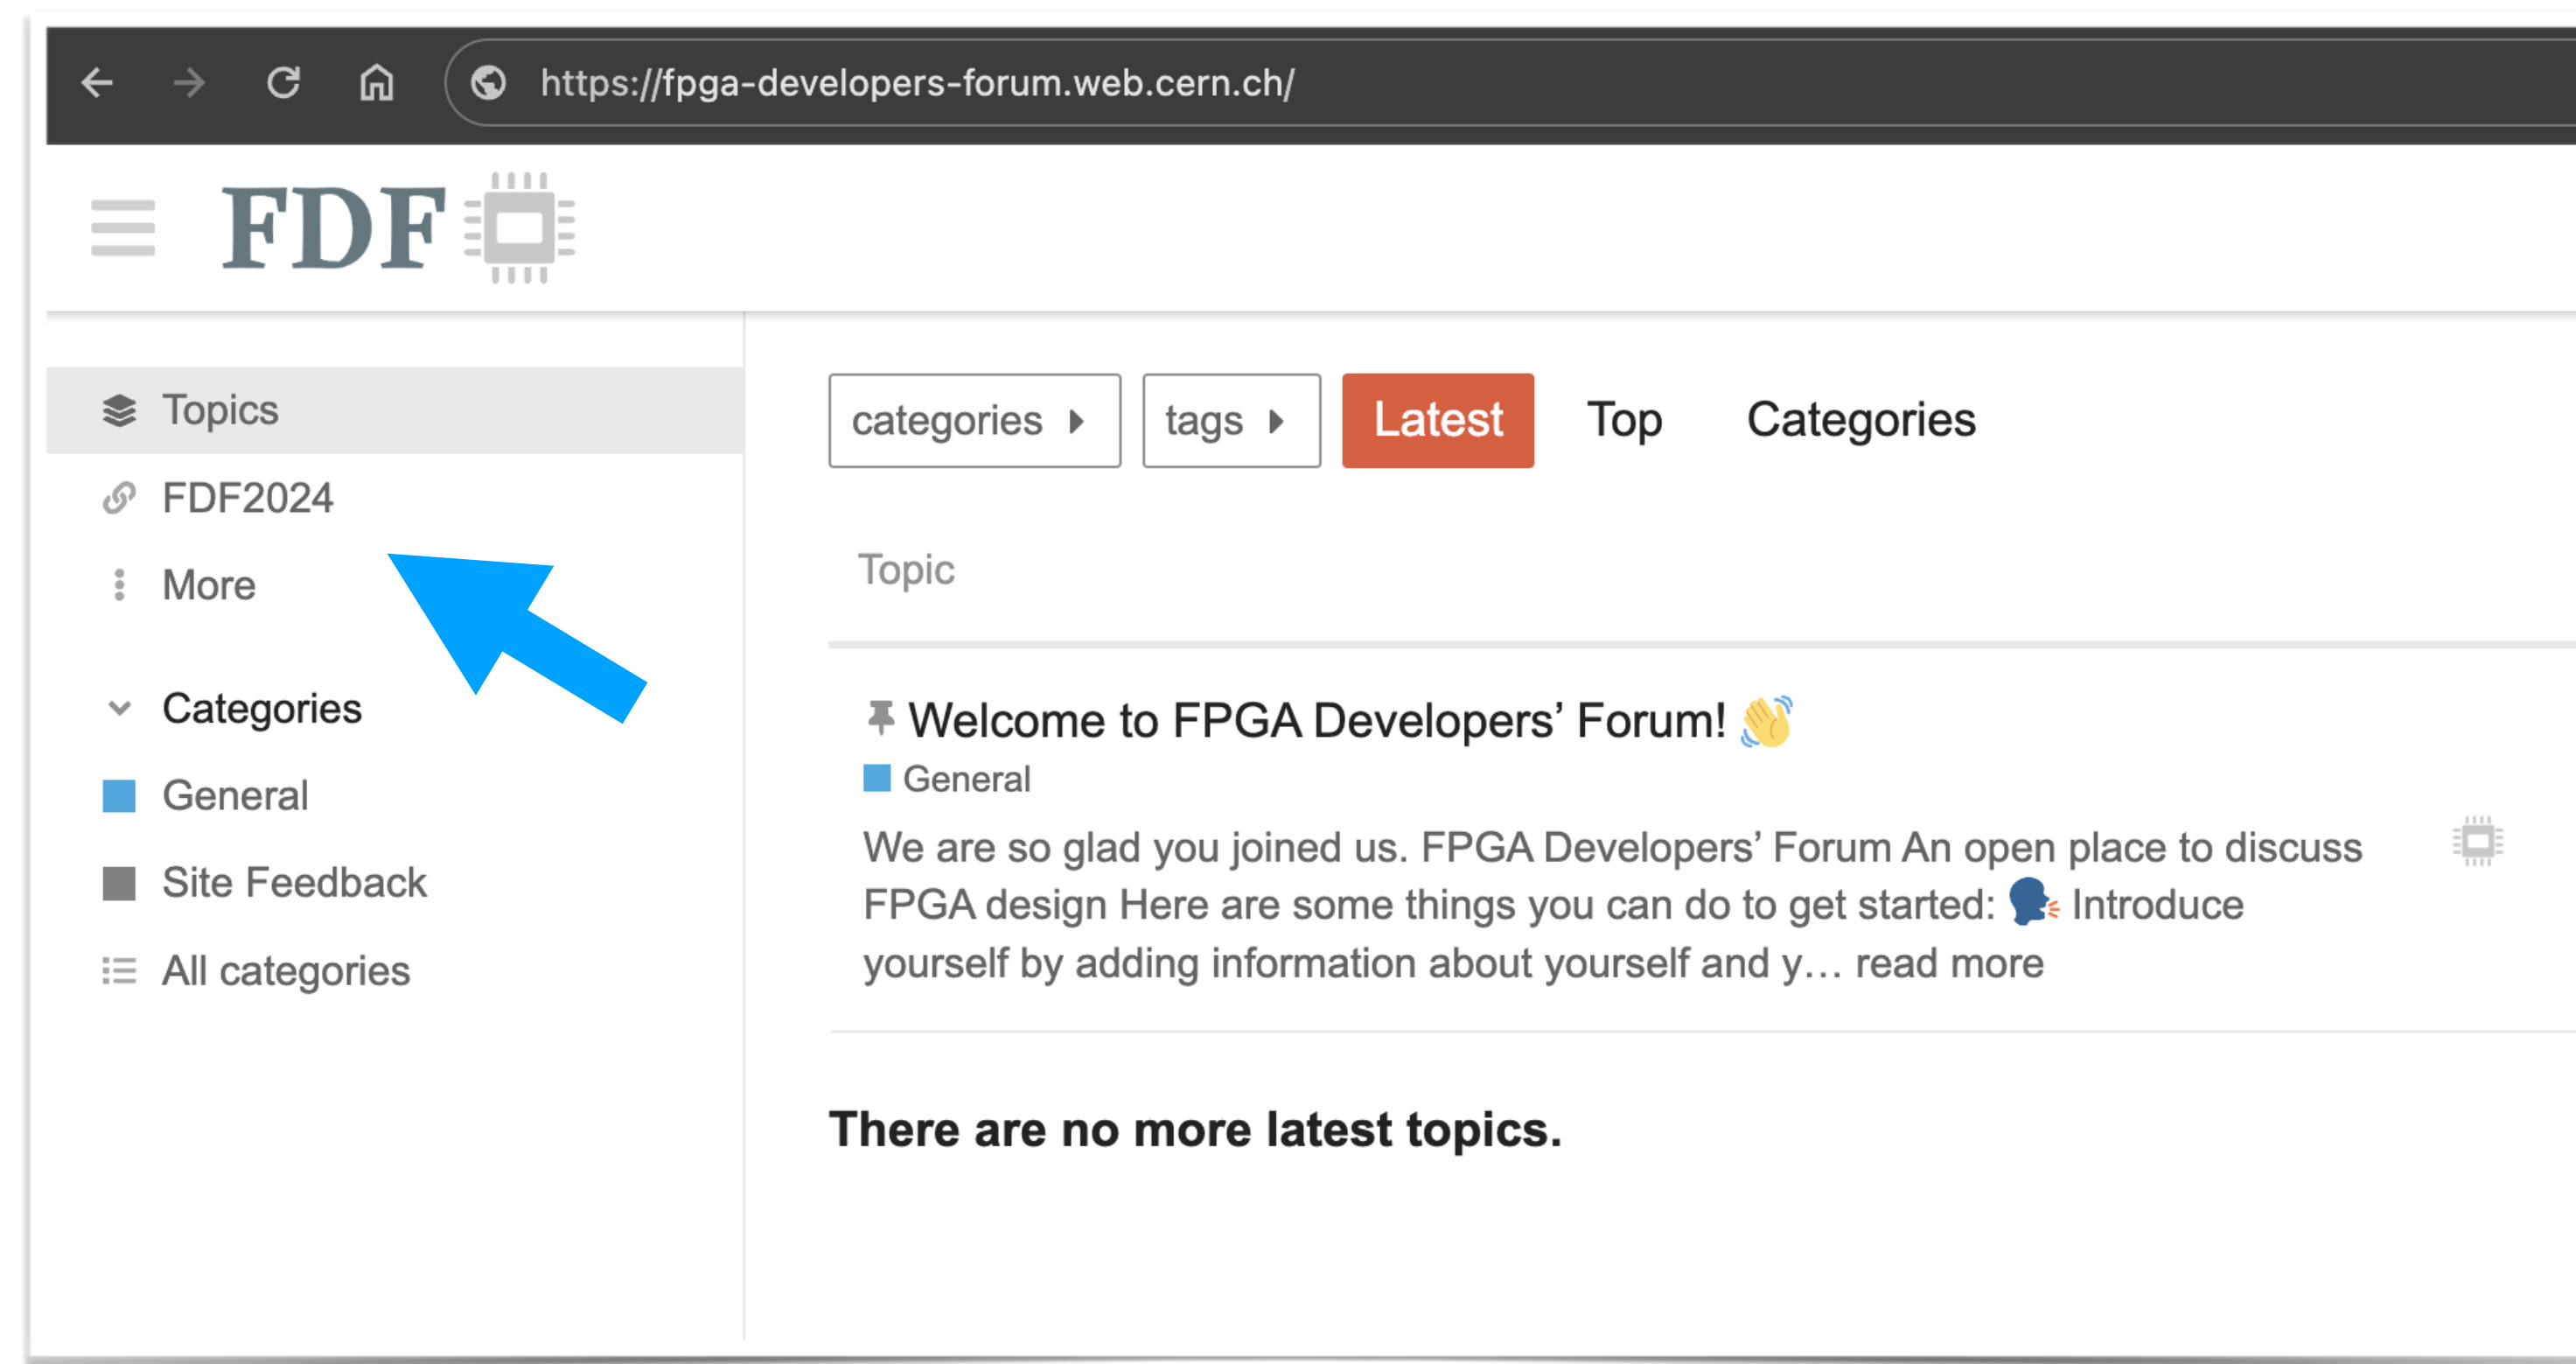 https://fpga-developers-forum.web.cern.ch/
FDF
Topics
FDF2024
More
Categories
General
Site Feedback
All categories
categories
tags
Latest
Top
Categories
Topic
Welcome to FPGA Developers’ Forum! 👋
General
We are so glad you joined us. FPGA Developers’ Forum An open place to discuss
FPGA design Here are some things you can do to get started: 🗣 Introduce
yourself by adding information about yourself and y… read more
There are no more latest topics.